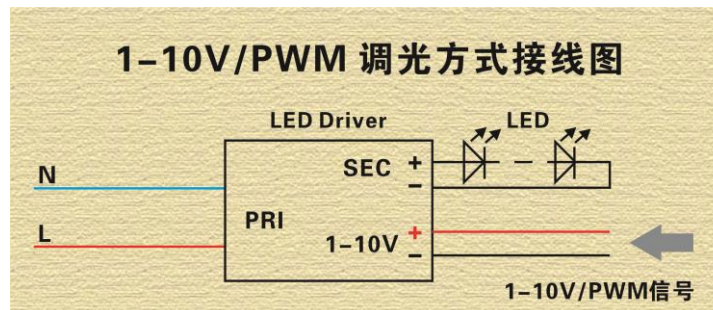 1-10V/PWM 调光方式接线图
LED Driver
LED
N
SEC +
-
L
PRI
1-10V +
-
1-10V/PWM信号